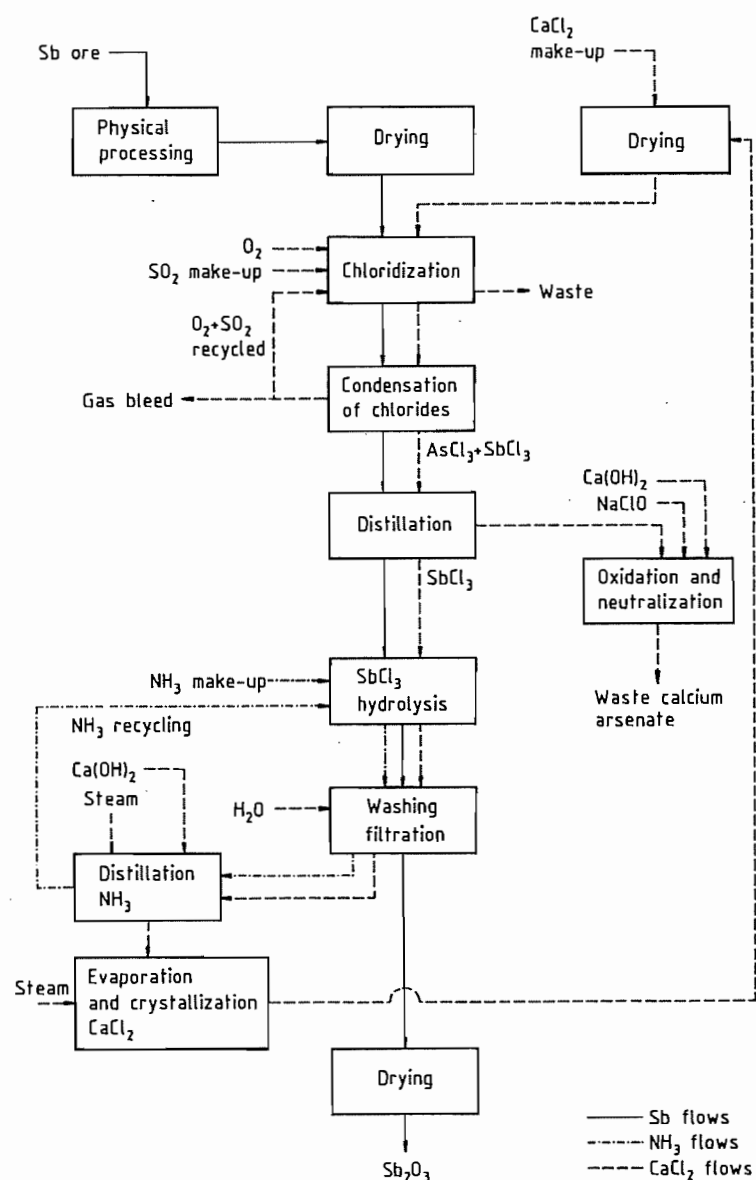 CaCl₂
make-up
Sb ore
Physical
processing
Drying
Drying
O₂
SO₂ make-up
Chloridization
Waste
O₂+SO₂
recycled
Gas bleed
Condensation
of chlorides
AsCl₃+SbCl₃
Ca(OH)₂
NaClO
Distillation
SbCl₃
Oxidation and
neutralization
NH₃ make-up
SbCl₃
hydrolysis
Waste calcium
arsenate
NH₃ recycling
Ca(OH)₂
Steam
H₂O
Washing
filtration
Distillation
NH₃
Steam
Evaporation
and crystallization
CaCl₂
Drying
Sb₂O₃
Sb flows
NH₃ flows
CaCl₂ flows